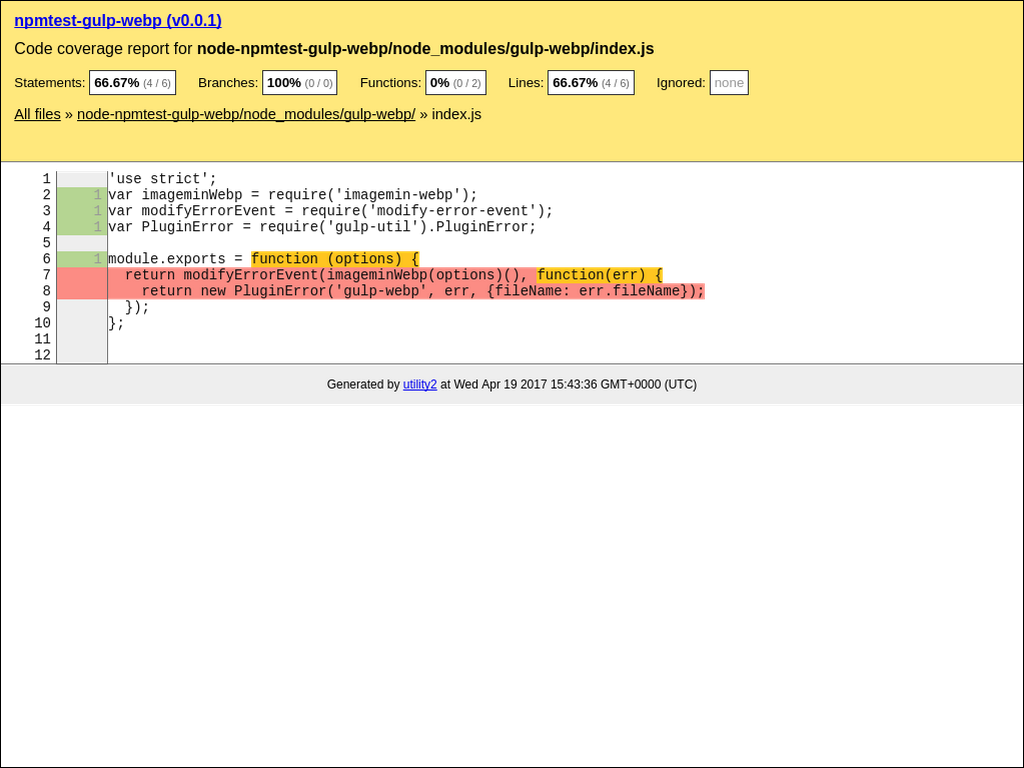 npmtest-gulp-webp (v0.0.1)
Code coverage report for node-npmtest-gulp-webp/node_modules/gulp-webp/index.js
Statements: 66.67% (4 / 6) Branches: 100% (0 / 0) Functions: 0% (0 / 2) Lines: 66.67% (4 / 6) Ignored: none
All files » node-npmtest-gulp-webp/node_modules/gulp-webp/ » index.js
1 'use strict';
2 1 var imageminWebp = require('imagemin-webp');
3 1 var modifyErrorEvent = require('modify-error-event');
4 1 var PluginError = require('gulp-util').PluginError;
5
6 1 module.exports = function (options) {
7 return modifyErrorEvent(imageminWebp(options)(), function(err) {
8 return new PluginError('gulp-webp', err, {fileName: err.fileName});
9 });
10 };
11
12
Generated by utility2 at Wed Apr 19 2017 15:43:36 GMT+0000 (UTC)